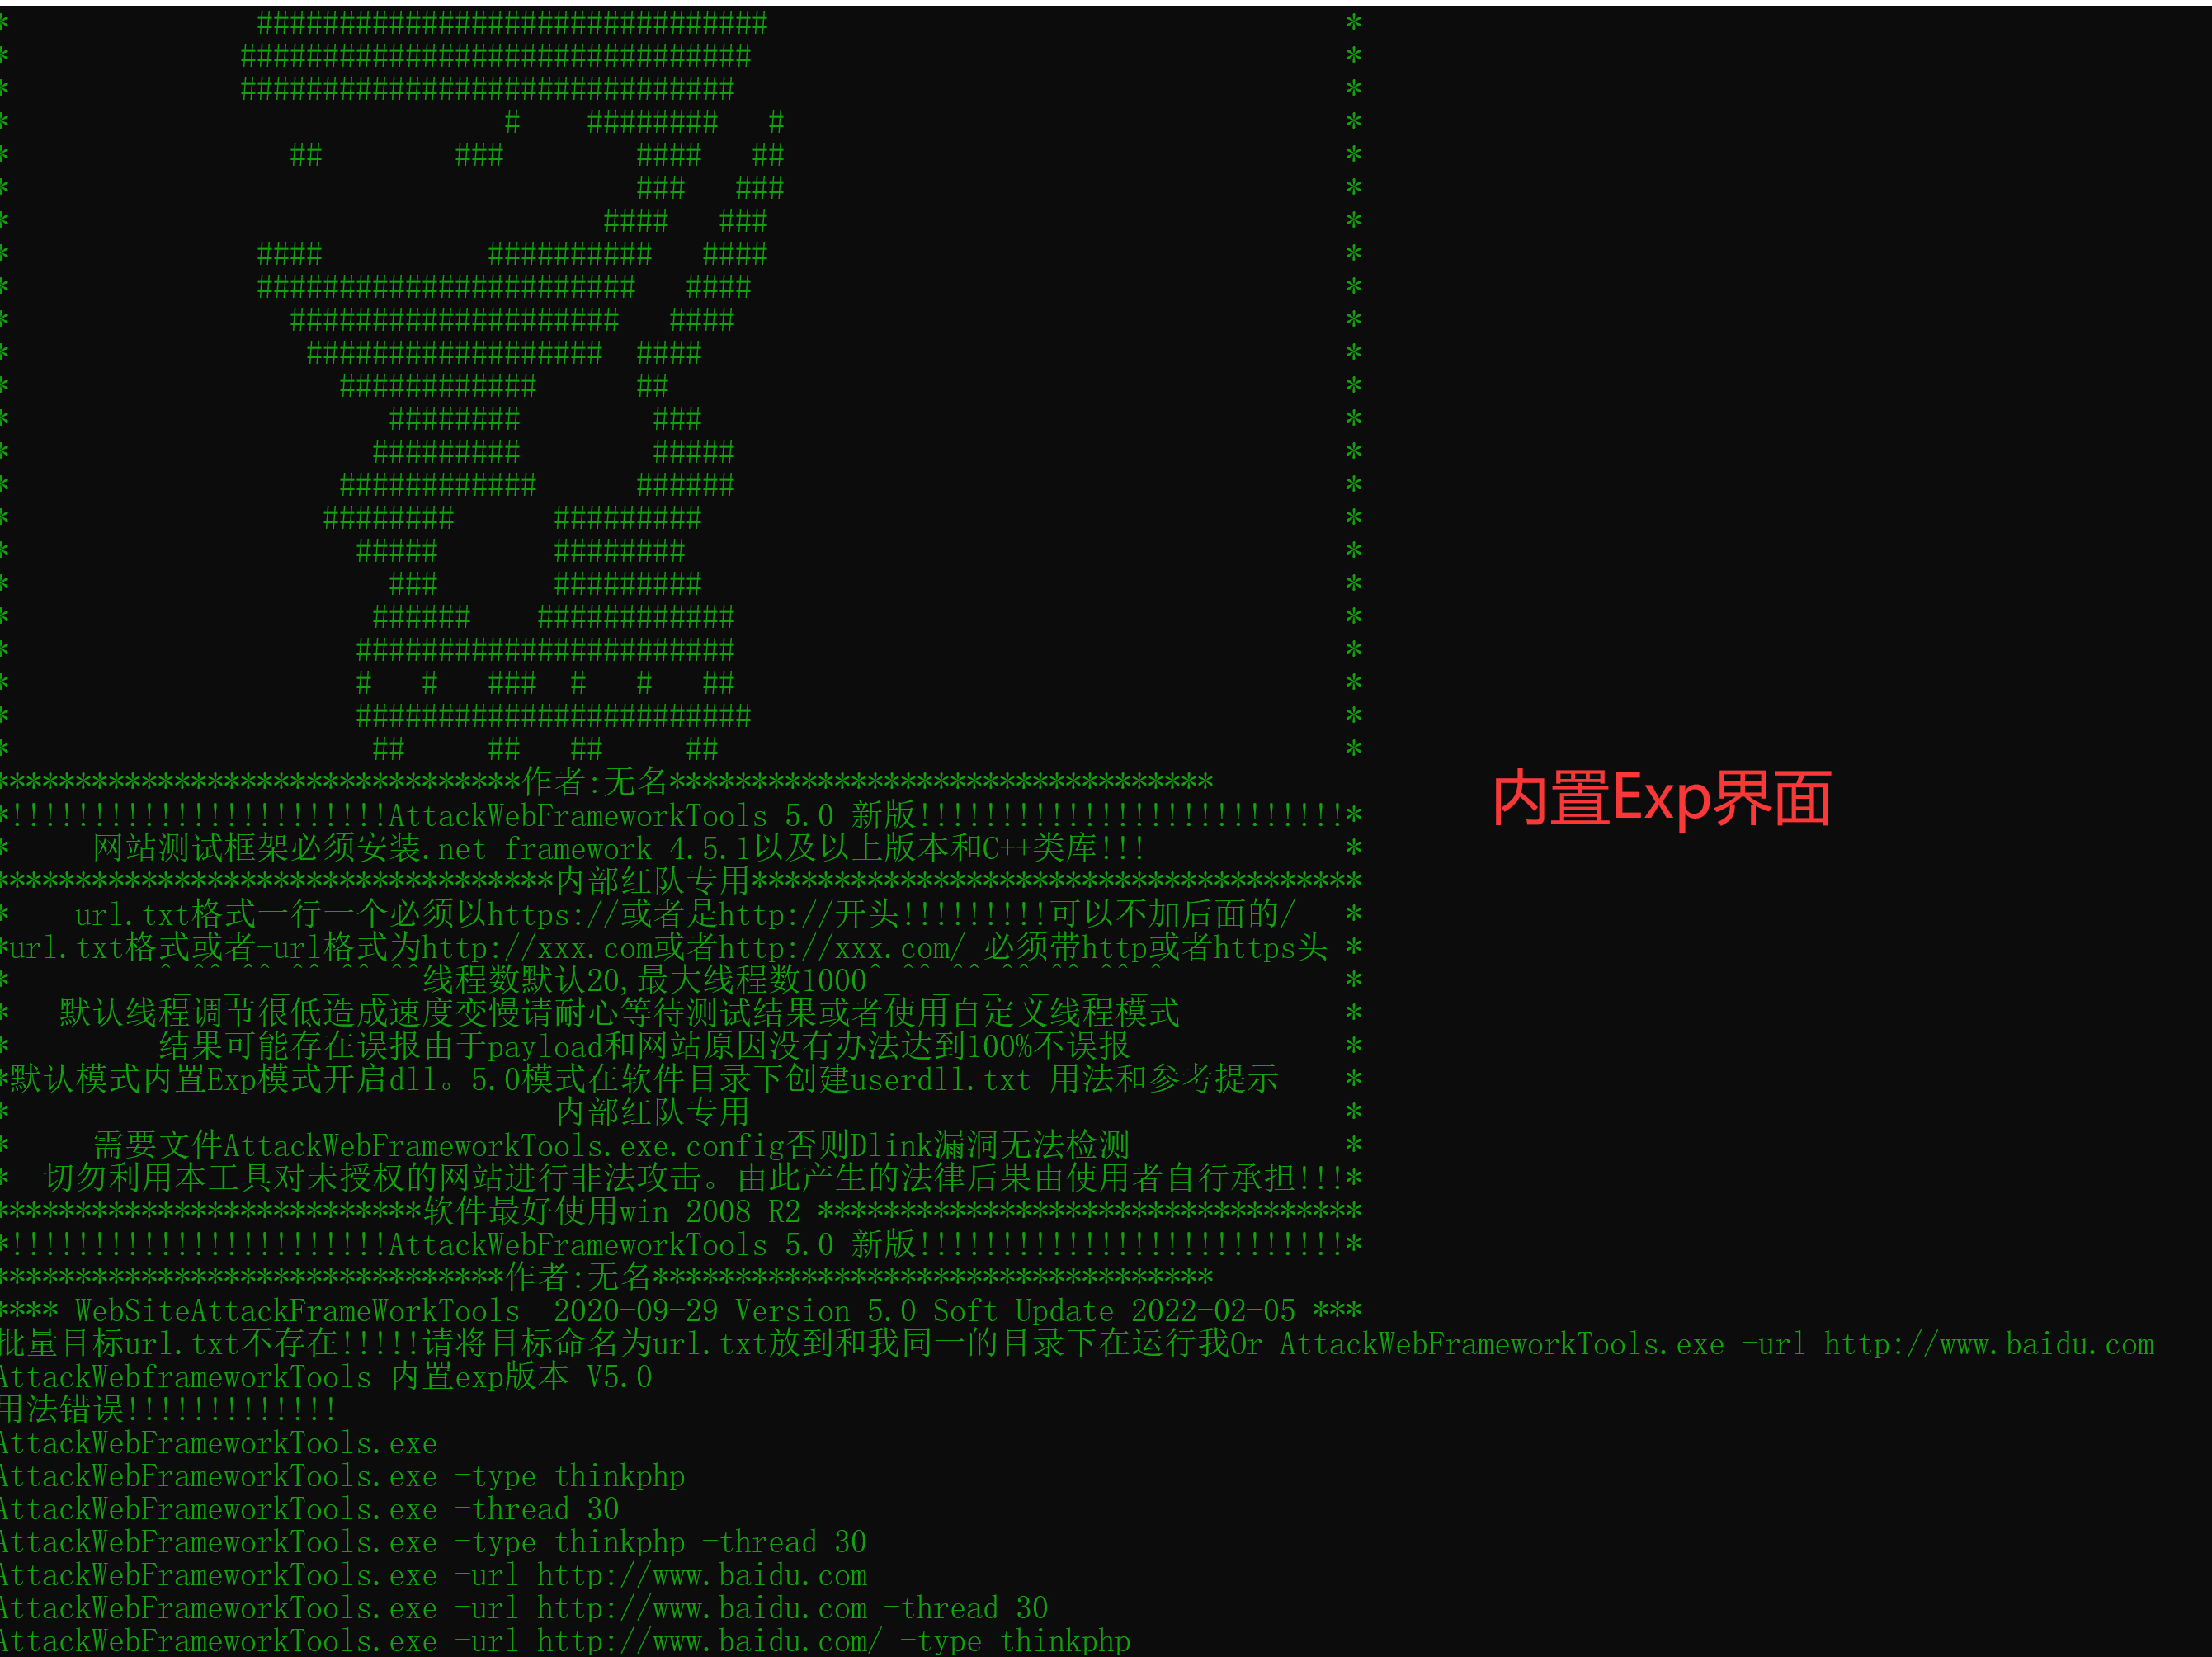 ********************************作者:无名*********************************
内置Exp界面
*!!!!!!!!!!!!!!!!!!!!!!!AttackWebFrameworkTools 5.0 新版!!!!!!!!!!!!!!!!!!!!!!!!!!*
* 网站测试框架必须安装.net framework 4.5.1以及以上版本和C++类库!!! *
**********************************内部红队专用*************************************
* url.txt格式一行一个必须以https://或者是http://开头!!!!!!!!!可以不加后面的/ *
*url.txt格式或者-url格式为http://xxx.com或者http://xxx.com/ 必须带http或者https头 *
* ^_^^_^^_^^_^^_^^线程数默认20,最大线程数1000^_^^_^^_^^_^^_^^_^ *
* 默认线程调节很低造成速度变慢请耐心等待测试结果或者使用自定义线程模式 *
* 结果可能存在误报由于payload和网站原因没有办法达到100%不误报 *
*默认模式内置Exp模式开启dll。5.0模式在软件目录下创建userdll.txt 用法和参考提示 *
* 内部红队专用 *
* 需要文件AttackWebFrameworkTools.exe.config否则Dlink漏洞无法检测 *
* 切勿利用本工具对未授权的网站进行非法攻击。由此产生的法律后果由使用者自行承担!!!*
**************************软件最好使用win 2008 R2 *********************************
*!!!!!!!!!!!!!!!!!!!!!!!AttackWebFrameworkTools 5.0 新版!!!!!!!!!!!!!!!!!!!!!!!!!!*
*******************************作者:无名**********************************
**** WebSiteAttackFrameWorkTools 2020-09-29 Version 5.0 Soft Update 2022-02-05 ***
批量目标url.txt不存在!!!!!请将目标命名为url.txt放到和我同一的目录下在运行我Or AttackWebFrameworkTools.exe -url http://www.baidu.com
AttackWebframeworkTools 内置exp版本 V5.0
用法错误!!!!!!!!!!!!!
AttackWebFrameworkTools.exe
AttackWebFrameworkTools.exe -type thinkphp
AttackWebFrameworkTools.exe -thread 30
AttackWebFrameworkTools.exe -type thinkphp -thread 30
AttackWebFrameworkTools.exe -url http://www.baidu.com
AttackWebFrameworkTools.exe -url http://www.baidu.com -thread 30
AttackWebFrameworkTools.exe -url http://www.baidu.com/ -type thinkphp